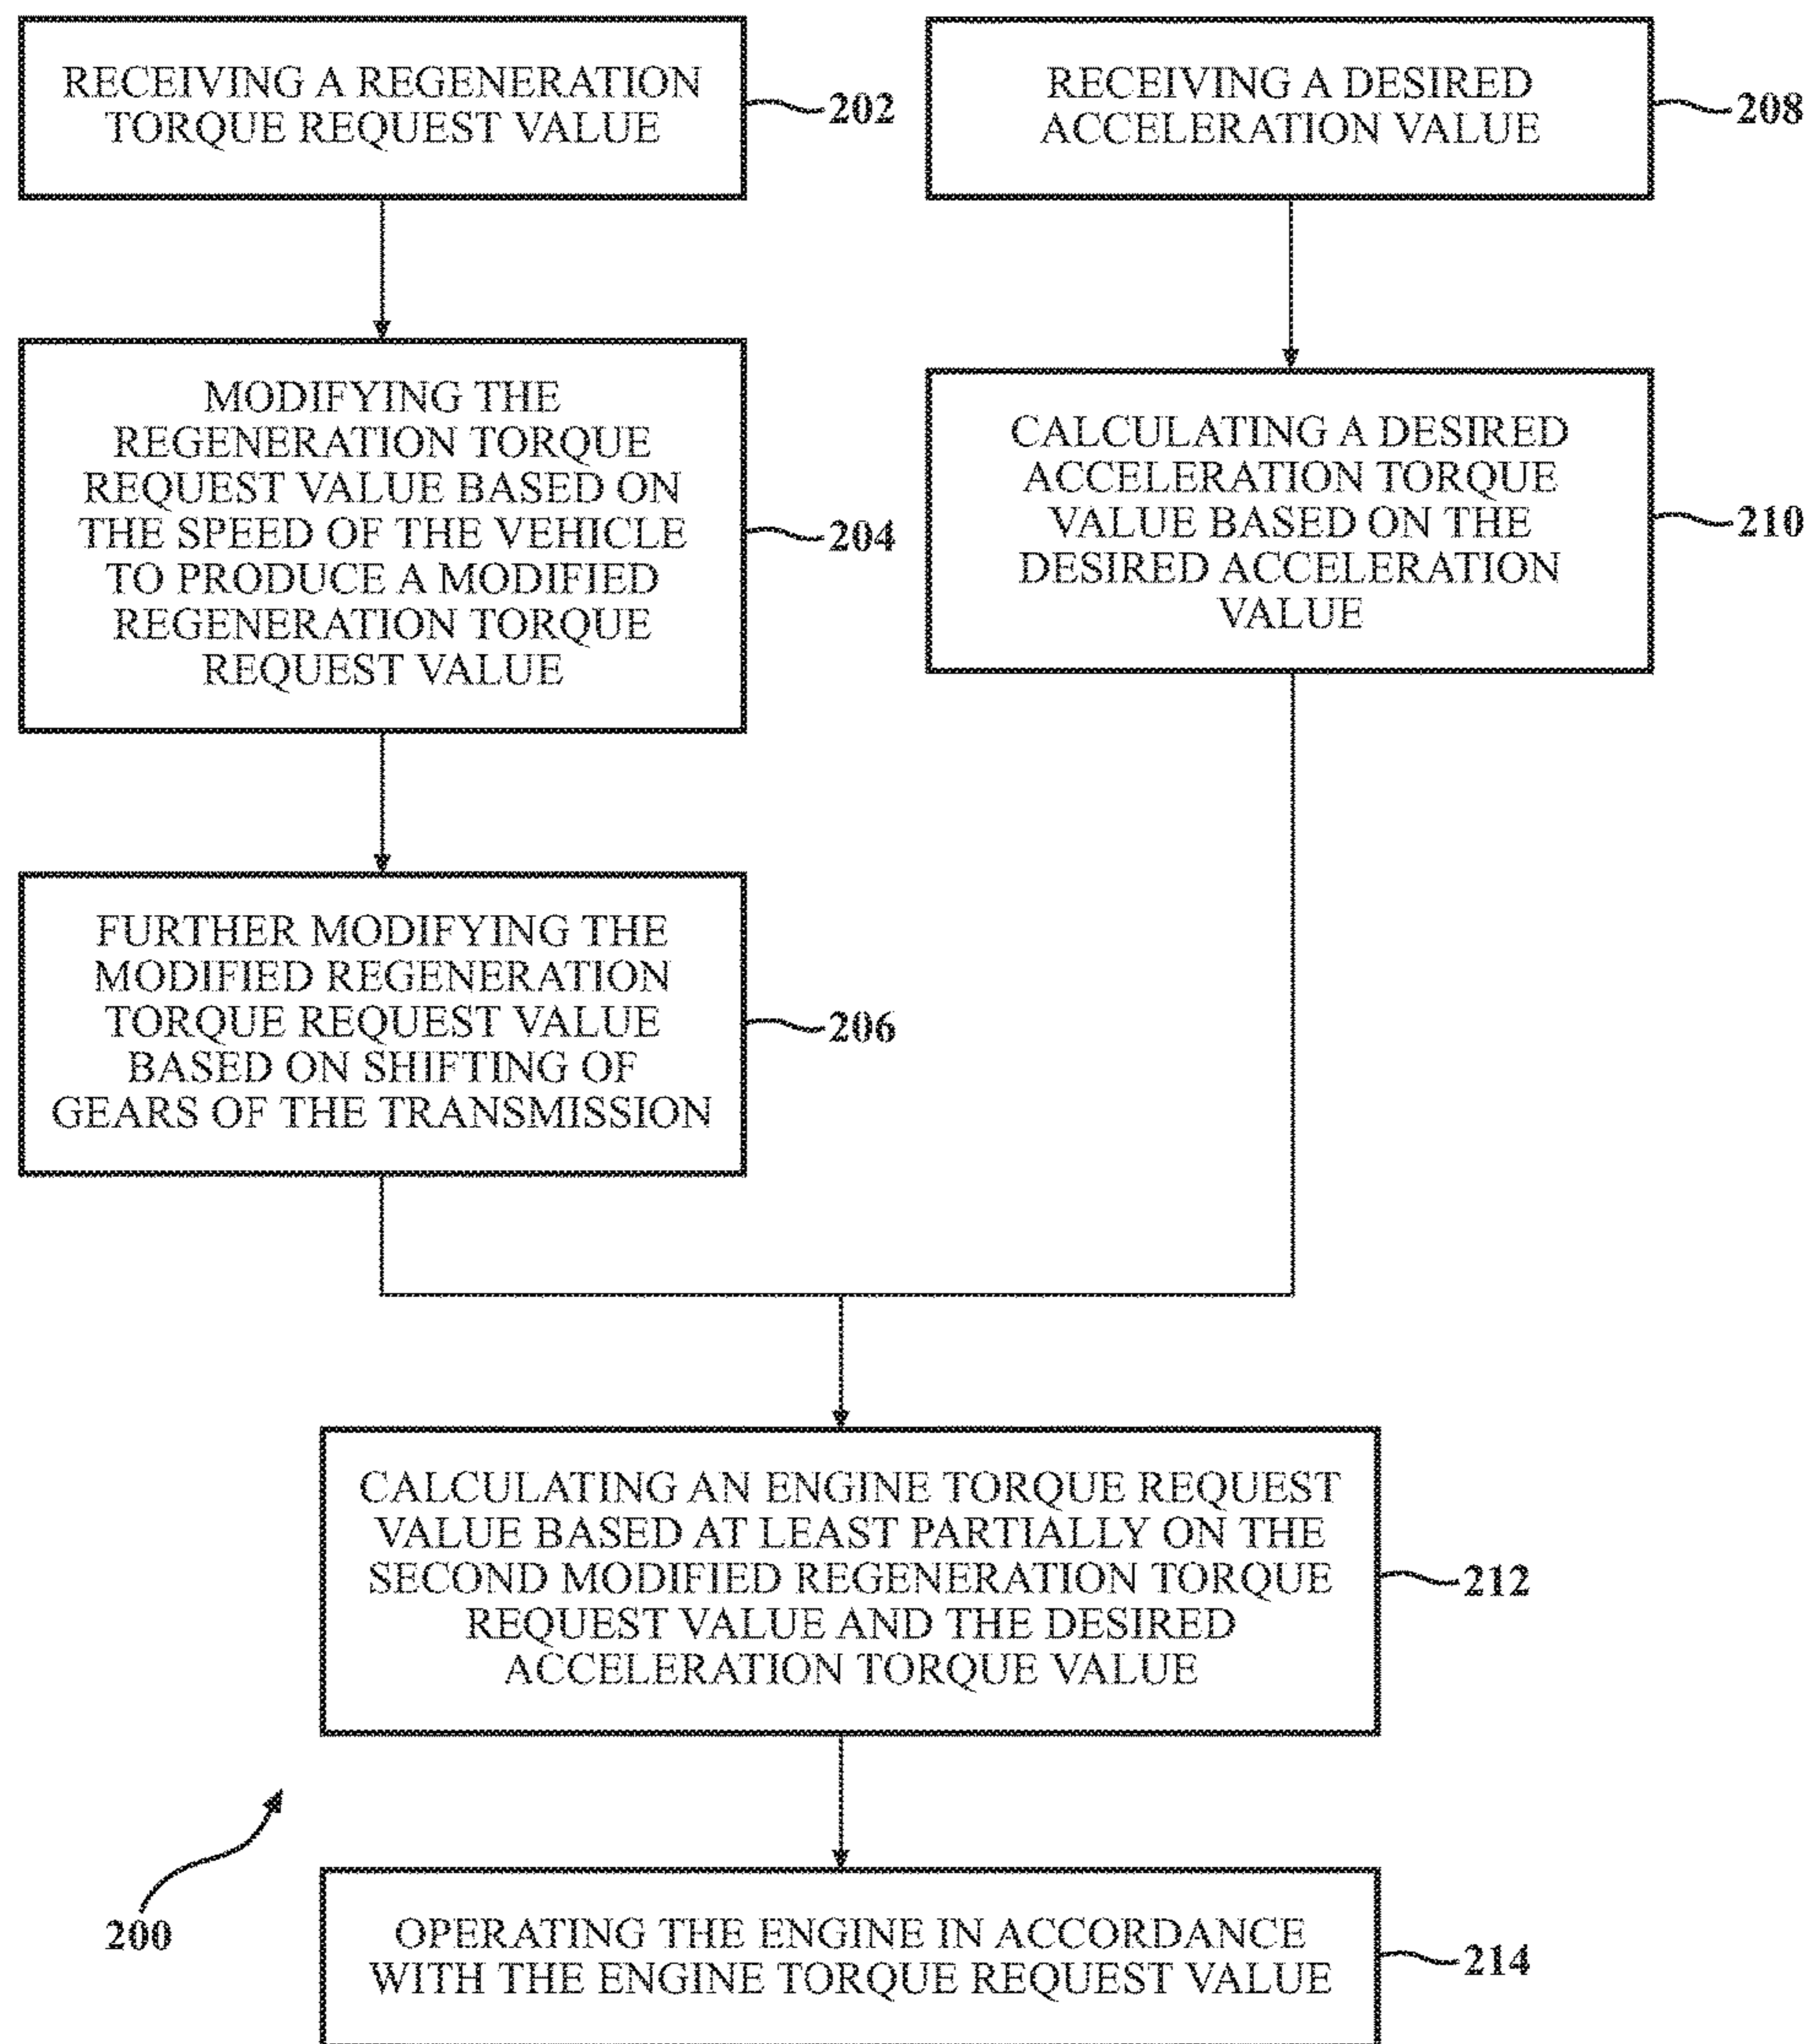 RECEIVING A REGENERATION
TORQUE REQUEST VALUE
202
MODIFYING THE
REGENERATION TORQUE
REQUEST VALUE BASED ON
THE SPEED OF THE VEHICLE
TO PRODUCE A MODIFIED
REGENERATION TORQUE
REQUEST VALUE
204
FURTHER MODIFYING THE
MODIFIED REGENERATION
TORQUE REQUEST VALUE
BASED ON SHIFTING OF
GEARS OF THE TRANSMISSION
206
RECEIVING A DESIRED
ACCELERATION VALUE
208
CALCULATING A DESIRED
ACCELERATION TORQUE
VALUE BASED ON THE
DESIRED ACCELERATION
VALUE
210
CALCULATING AN ENGINE TORQUE REQUEST
VALUE BASED AT LEAST PARTIALLY ON THE
SECOND MODIFIED REGENERATION TORQUE
REQUEST VALUE AND THE DESIRED
ACCELERATION TORQUE VALUE
212
200
OPERATING THE ENGINE IN ACCORDANCE
WITH THE ENGINE TORQUE REQUEST VALUE
214